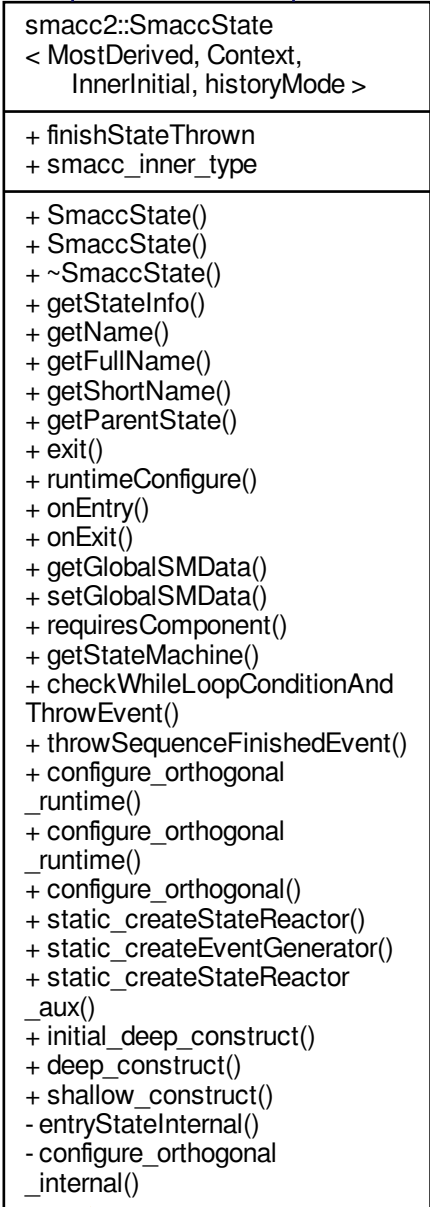 smacc2::SmaccState
< MostDerived, Context,
InnerInitial, historyMode >
+ finishStateThrown
+ smacc_inner_type
+ SmaccState()
+ SmaccState()
+ ~SmaccState()
+ getStateInfo()
+ getName()
+ getFullName()
+ getShortName()
+ getParentState()
+ exit()
+ runtimeConfigure()
+ onEntry()
+ onExit()
+ getGlobalSMData()
+ setGlobalSMData()
+ requiresComponent()
+ getStateMachine()
+ checkWhileLoopConditionAnd
ThrowEvent()
+ throwSequenceFinishedEvent()
+ configure_orthogonal
_runtime()
+ configure_orthogonal
_runtime()
+ configure_orthogonal()
+ static_createStateReactor()
+ static_createEventGenerator()
+ static_createStateReactor
_aux()
+ initial_deep_construct()
+ deep_construct()
+ shallow_construct()
- entryStateInternal()
- configure_orthogonal
_internal()